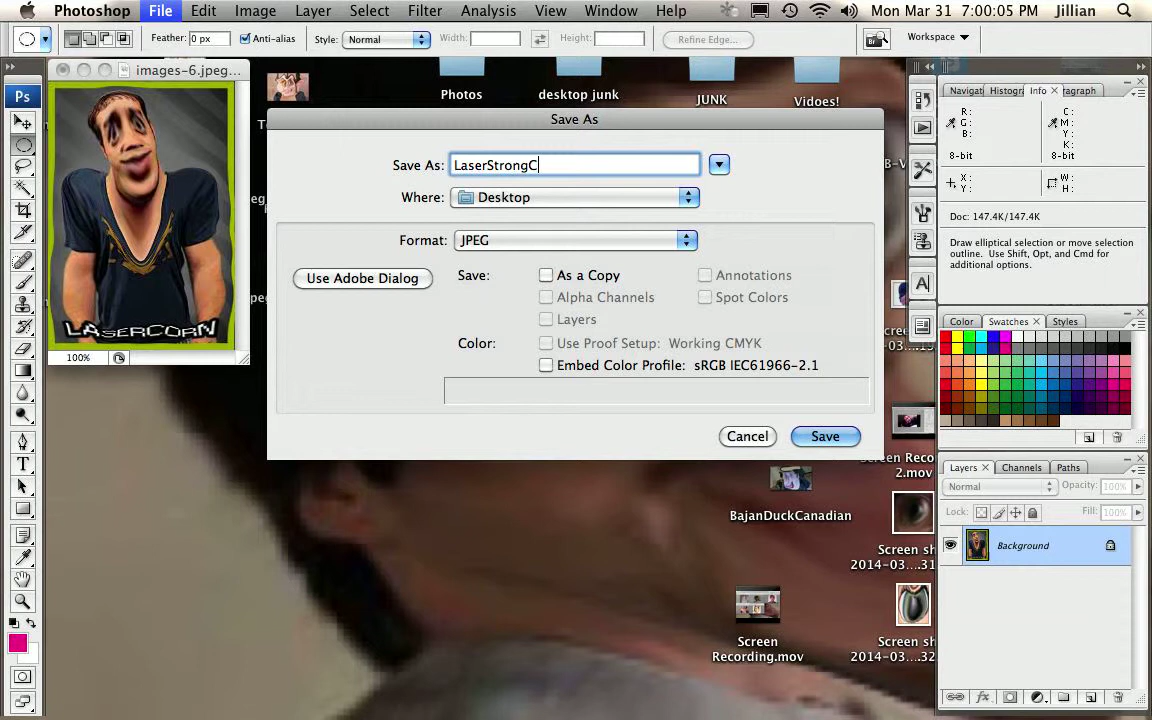 Photoshop File Edit Image Layer Select Filter Analysis View Window Help Mon Mar 31 7:00:05 PM Jillian
Feather: 0 px Anti-alias Style: Normal Width: Height: Refine Edge... Br Workspace
images-6.jpeg...
Ps
LASERCORN
100%
Photos
desktop junk
JUNK
Vidoes!
Save As
Save As: LaserStrongC
Where: Desktop
Format: JPEG
Use Adobe Dialog
Save: As a Copy Annotations
Alpha Channels Spot Colors
Layers
Color: Use Proof Setup: Working CMYK
Embed Color Profile: sRGB IEC61966-2.1
Cancel Save
Info
R: C:
G: M:
B: Y:
K:
8-bit 8-bit
X: W:
Y: H:
Doc: 147.4K/147.4K
Draw elliptical selection or move selection
outline. Use Shift, Opt, and Cmd for
additional options.
Color Swatches Styles
Layers Channels Paths
Normal Opacity: 100%
Lock: Fill: 100%
Background
2.mov
BajanDuckCanadian
Screen sh
2014-03....31
Screen
Recording.mov
Screen sh
2014-03....32